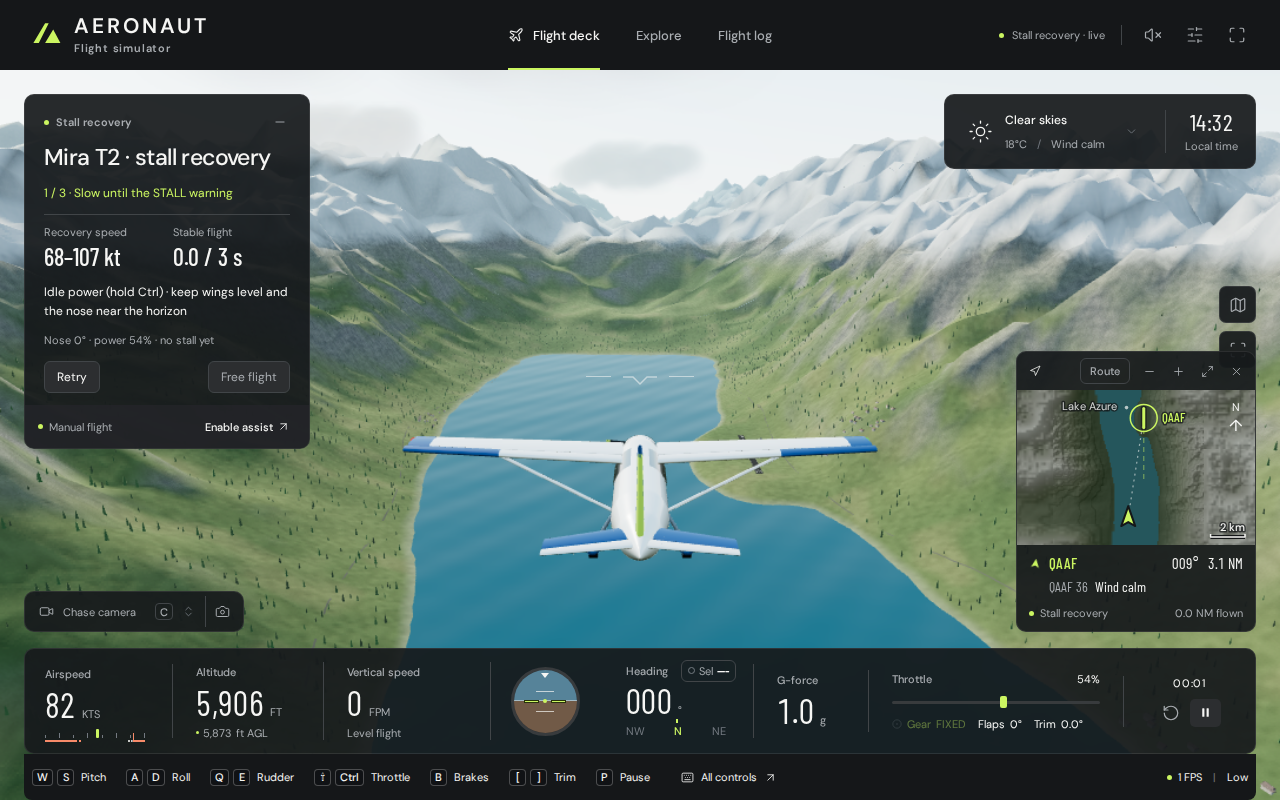 AERONAUT
Flight simulator
Flight deck
Explore
Flight log
Stall recovery · live
Stall recovery
Mira T2 · stall recovery
1 / 3 · Slow until the STALL warning
Recovery speed
Stable flight
68–107 kt
0.0 / 3 s
Idle power (hold Ctrl) · keep wings level and
the nose near the horizon
Nose 0° · power 54% · no stall yet
Retry
Free flight
Manual flight
Enable assist
Clear skies
18°C / Wind calm
14:32
Local time
Route
Lake Azure
QAAF
N
2 km
QAAF
009° 3.1 NM
QAAF 36 Wind calm
Stall recovery
0.0 NM flown
Chase camera
C
Airspeed
82 KTS
Altitude
5,906 FT
5,873 ft AGL
Vertical speed
0 FPM
Level flight
Heading
Sel —
000°
NW N NE
G-force
1.0 g
Throttle
54%
Gear FIXED Flaps 0° Trim 0.0°
00:01
W S Pitch
A D Roll
Q E Rudder
⇧ Ctrl Throttle
B Brakes
[ ] Trim
P Pause
All controls
1 FPS | Low